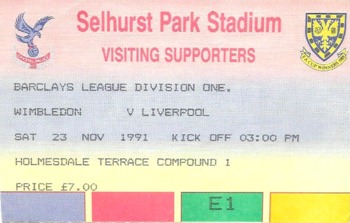 Selhurst Park Stadium
VISITING SUPPORTERS
BARCLAYS LEAGUE DIVISION ONE.
WIMBLEDON V LIVERPOOL
SAT 23 NOV 1991 KICK OFF 03:00 PM
HOLMESDALE TERRACE COMPOUND 1
PRICE £7.00
E1